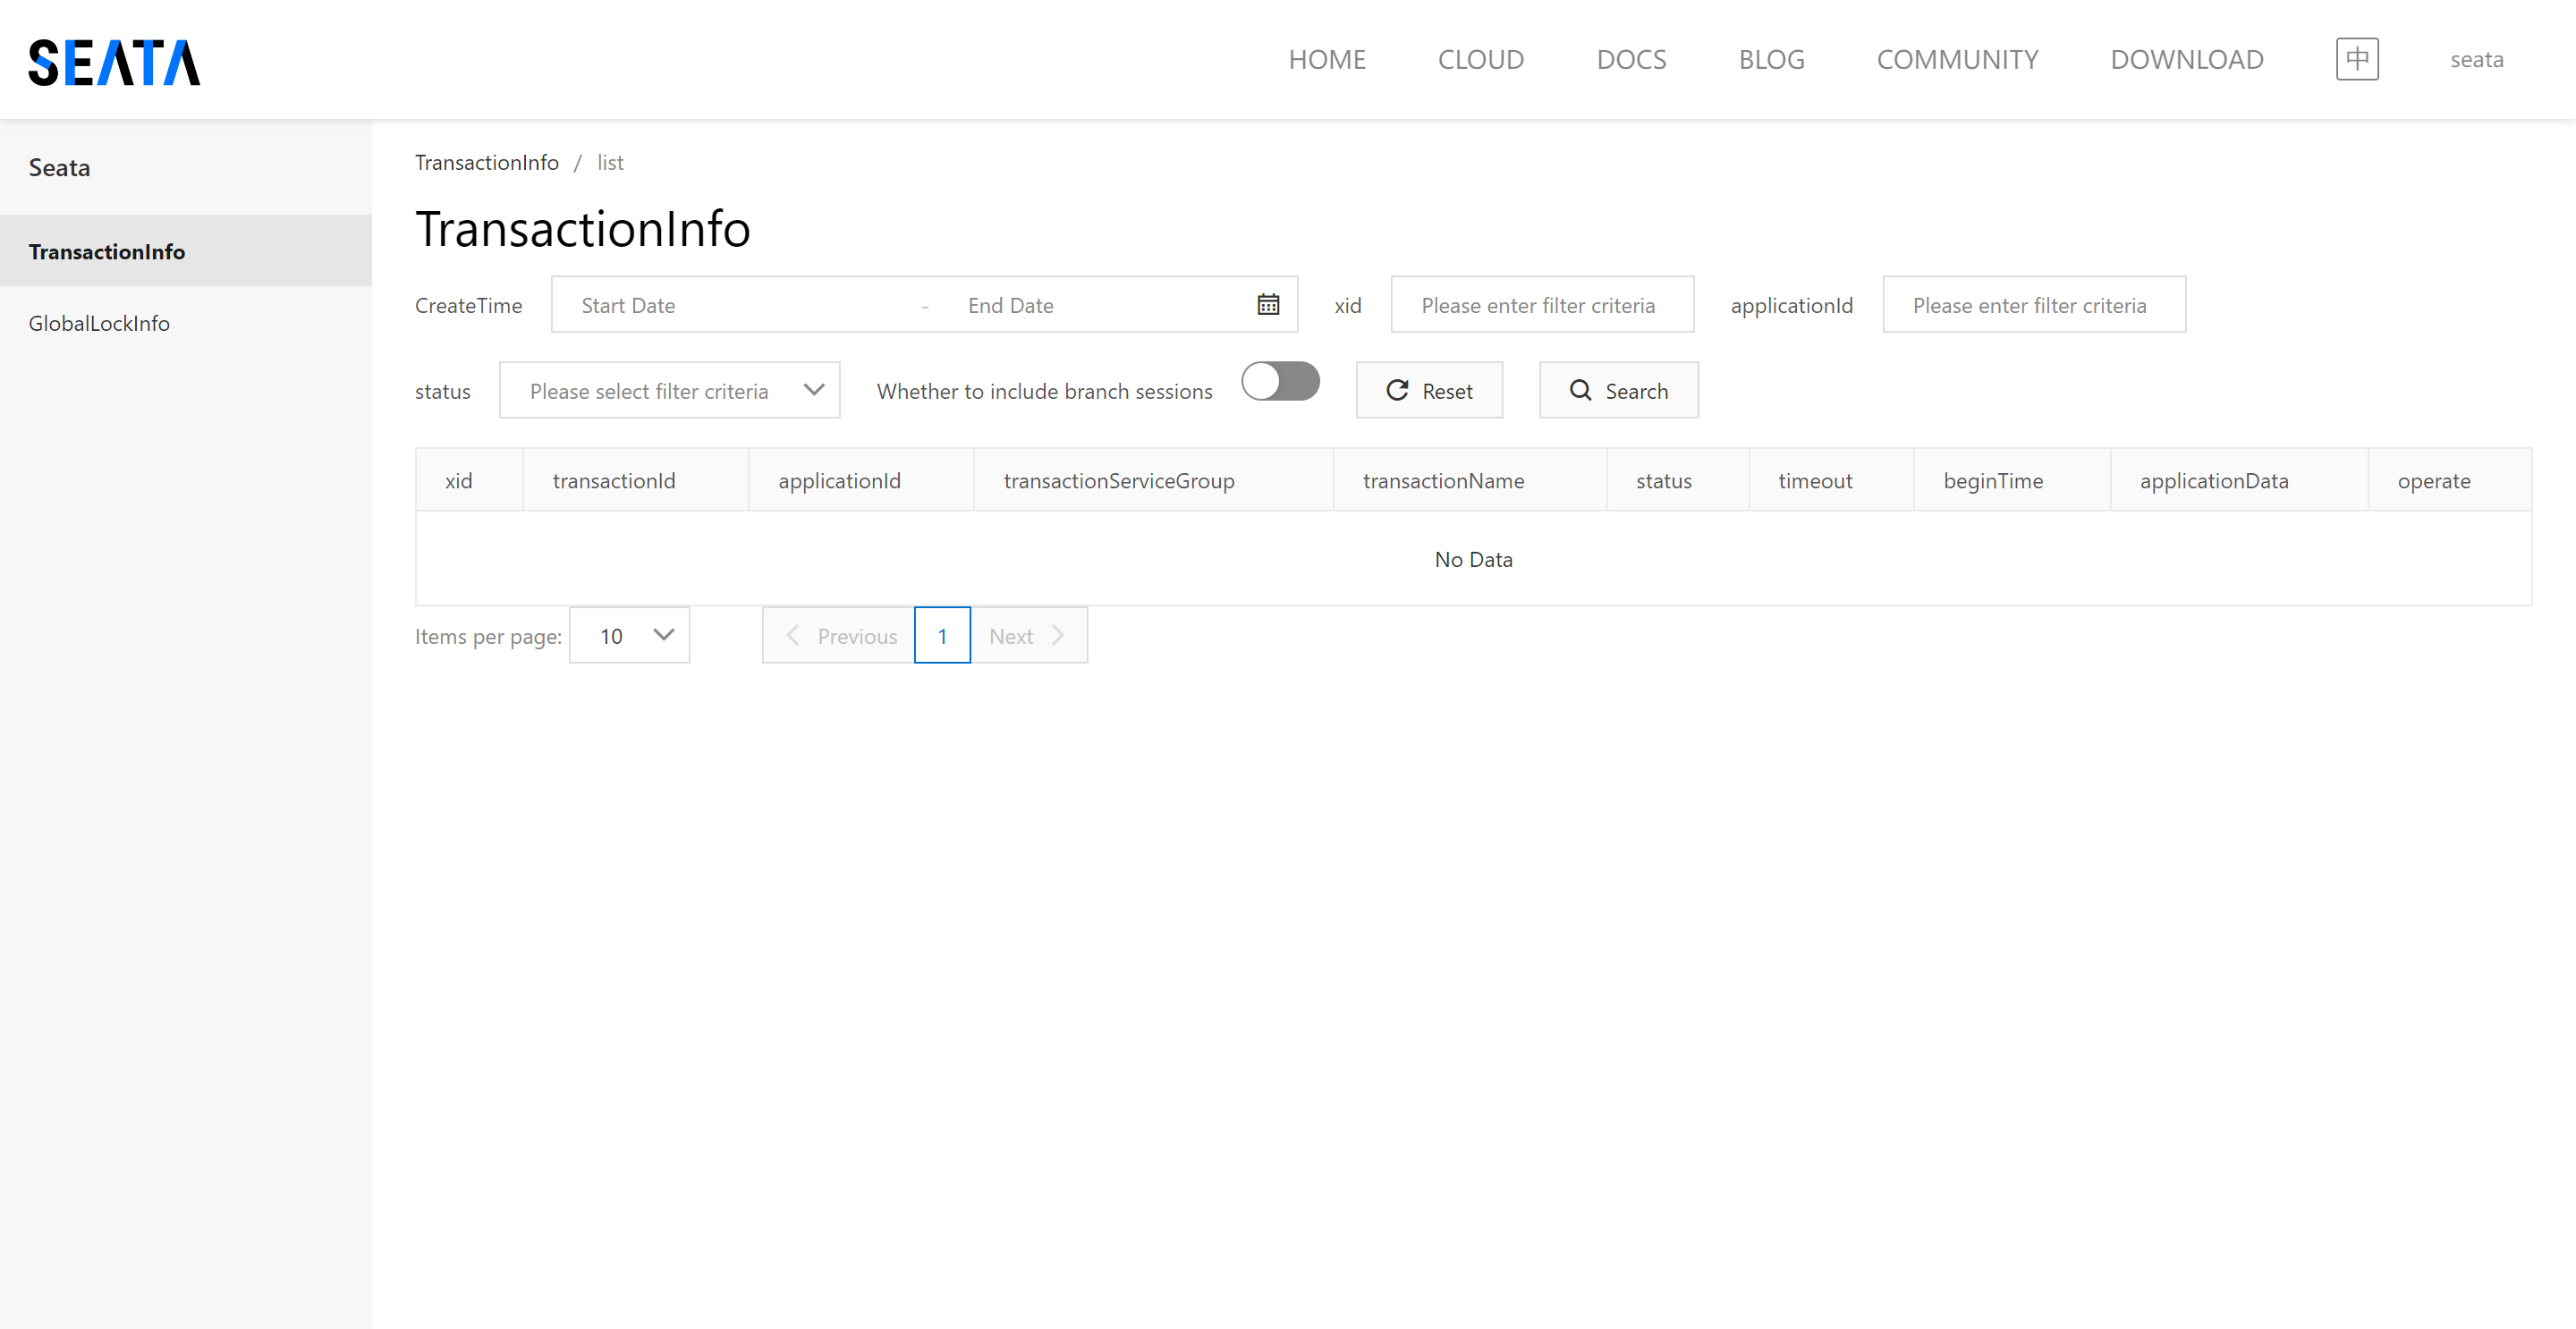 SEATA
HOME CLOUD DOCS BLOG COMMUNITY DOWNLOAD 中 seata
Seata
TransactionInfo
GlobalLockInfo
TransactionInfo / list
TransactionInfo
CreateTime Start Date - End Date xid Please enter filter criteria applicationId Please enter filter criteria
status Please select filter criteria Whether to include branch sessions Reset Search
xid transactionId applicationId transactionServiceGroup transactionName status timeout beginTime applicationData operate
No Data
Items per page: 10 Previous 1 Next